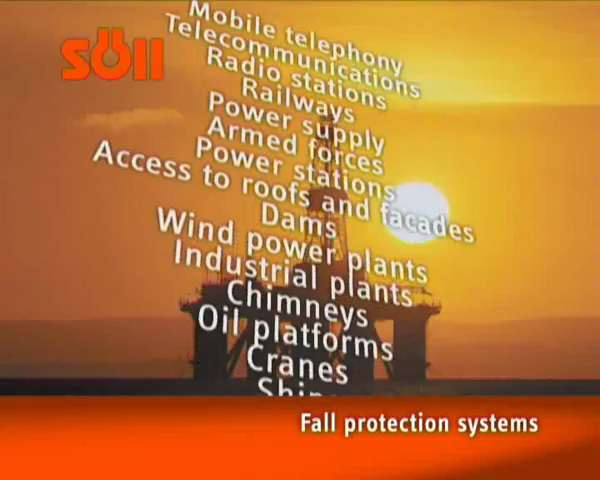 söll
Mobile telephony
Telecommunications
Radio stations
Railways
Power supply
Armed forces
Power stations
Access to roofs and facades
Dams
Wind power plants
Industrial plants
Chimneys
Oil platforms
Cranes
Fall protection systems